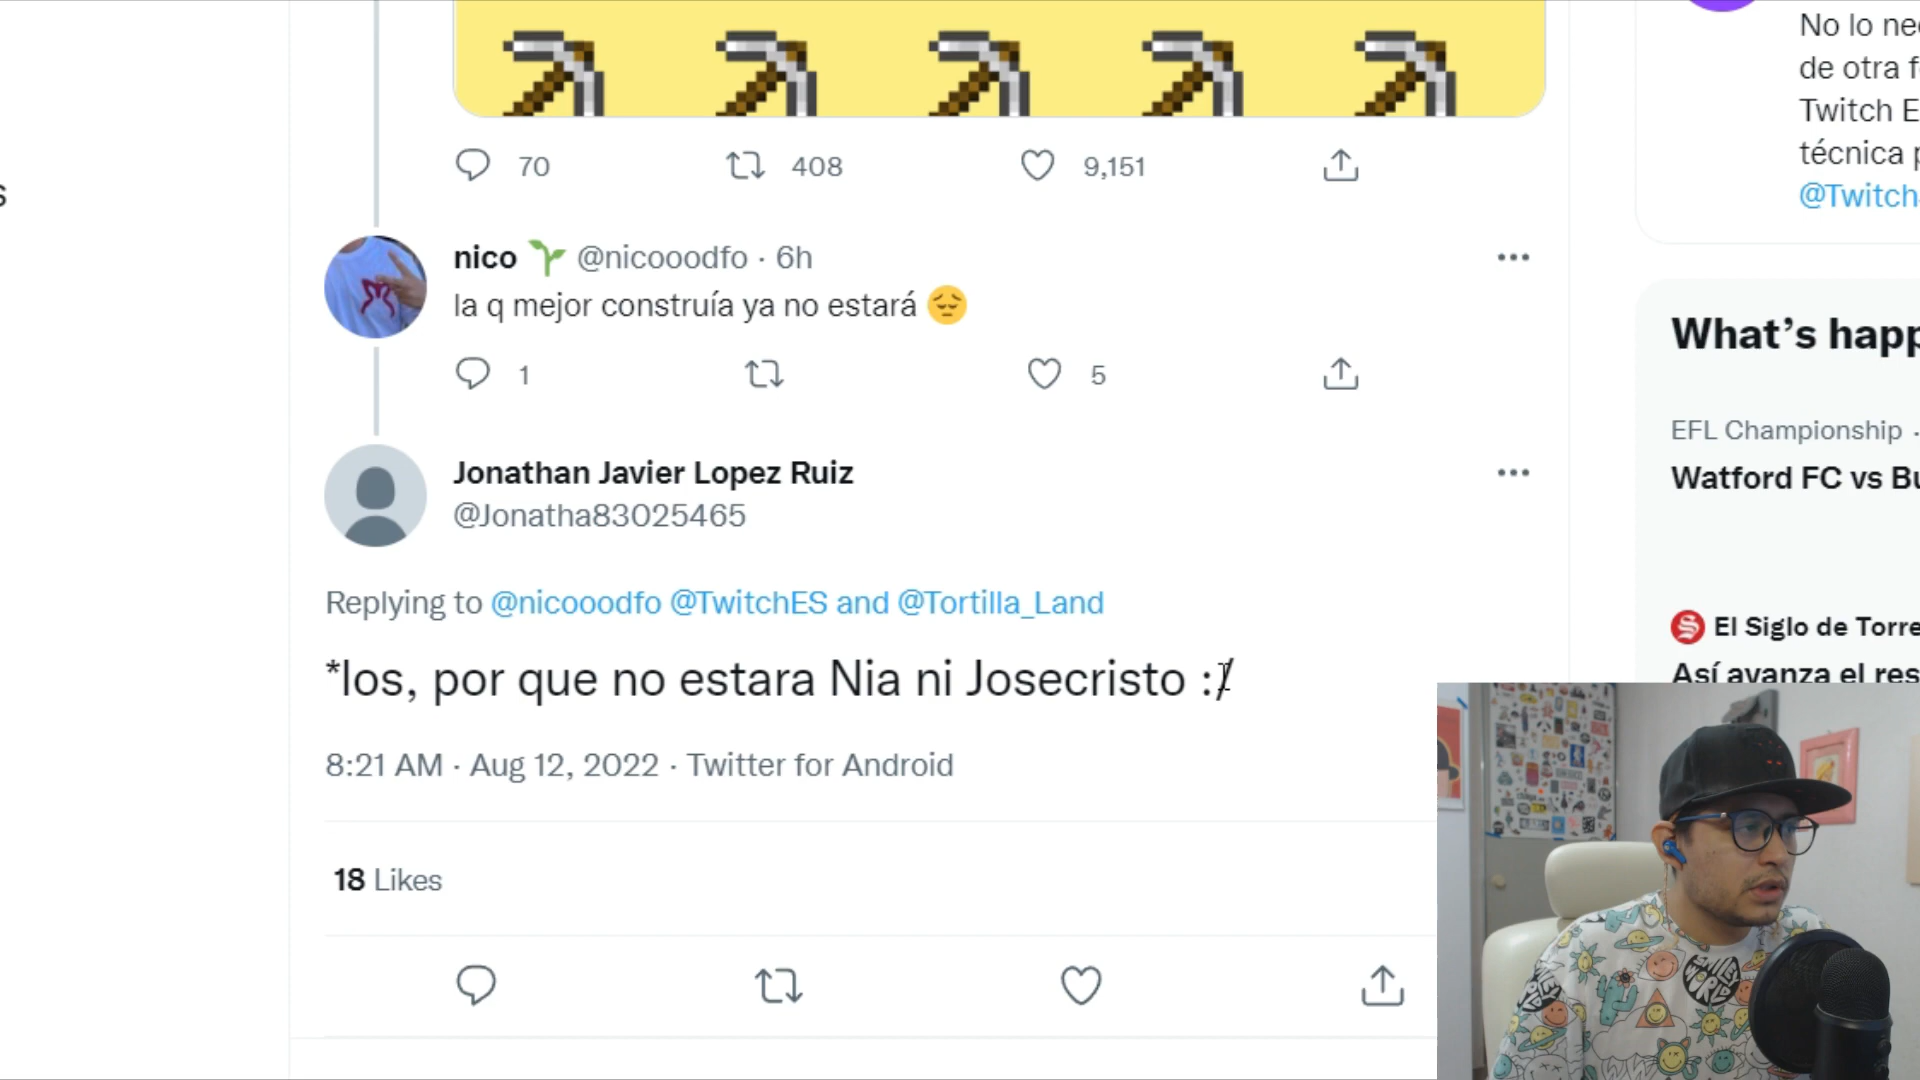 70 408 9,151
nico @nicooodfo · 6h
la q mejor construía ya no estará
1 5
Jonathan Javier Lopez Ruiz
@Jonatha83025465
Replying to @nicooodfo @TwitchES and @Tortilla_Land
*los, por que no estara Nia ni Josecristo :/
8:21 AM · Aug 12, 2022 · Twitter for Android
18 Likes
s
No lo ne
de otra f
Twitch E
técnica p
@Twitch
What's happ
EFL Championship ·
Watford FC vs Bu
El Siglo de Torre
Así avanza el res
SMILEY
WORLD